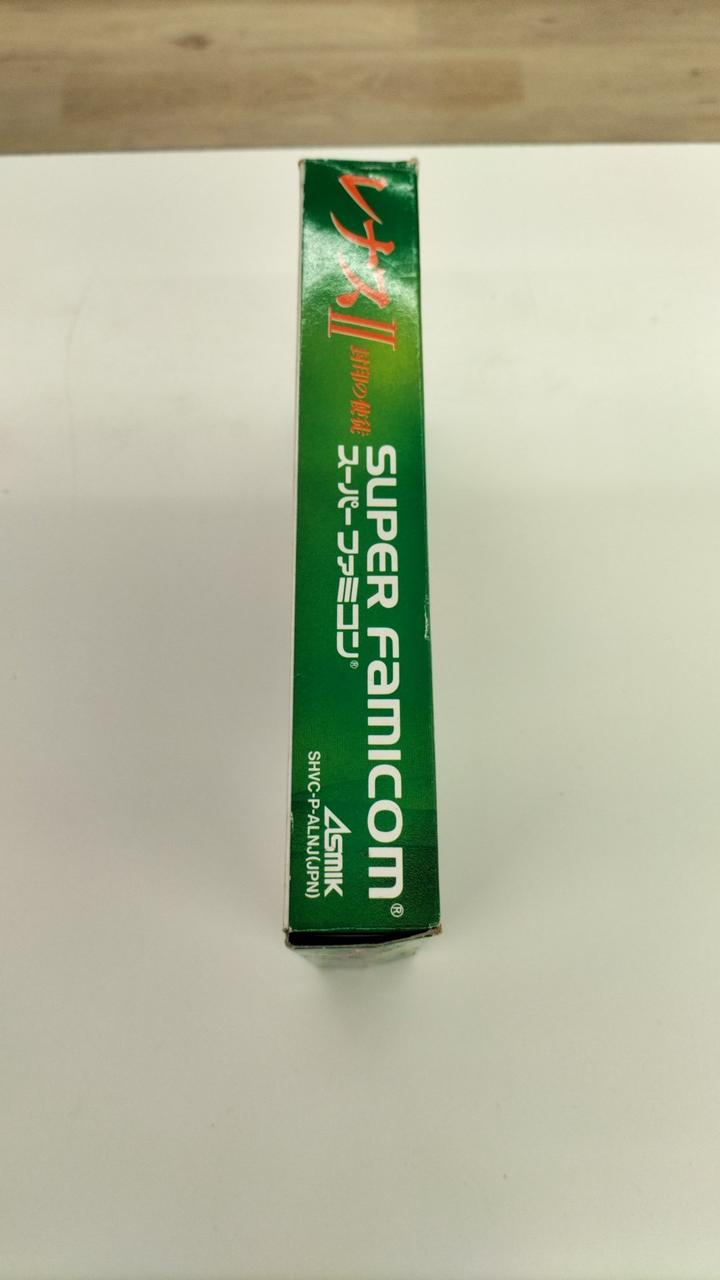 レナスII
封印の使徒
SUPER FAMICOM®
スーパーファミコン®
ASMIK
SHVC-P-ALNJ(JPN)